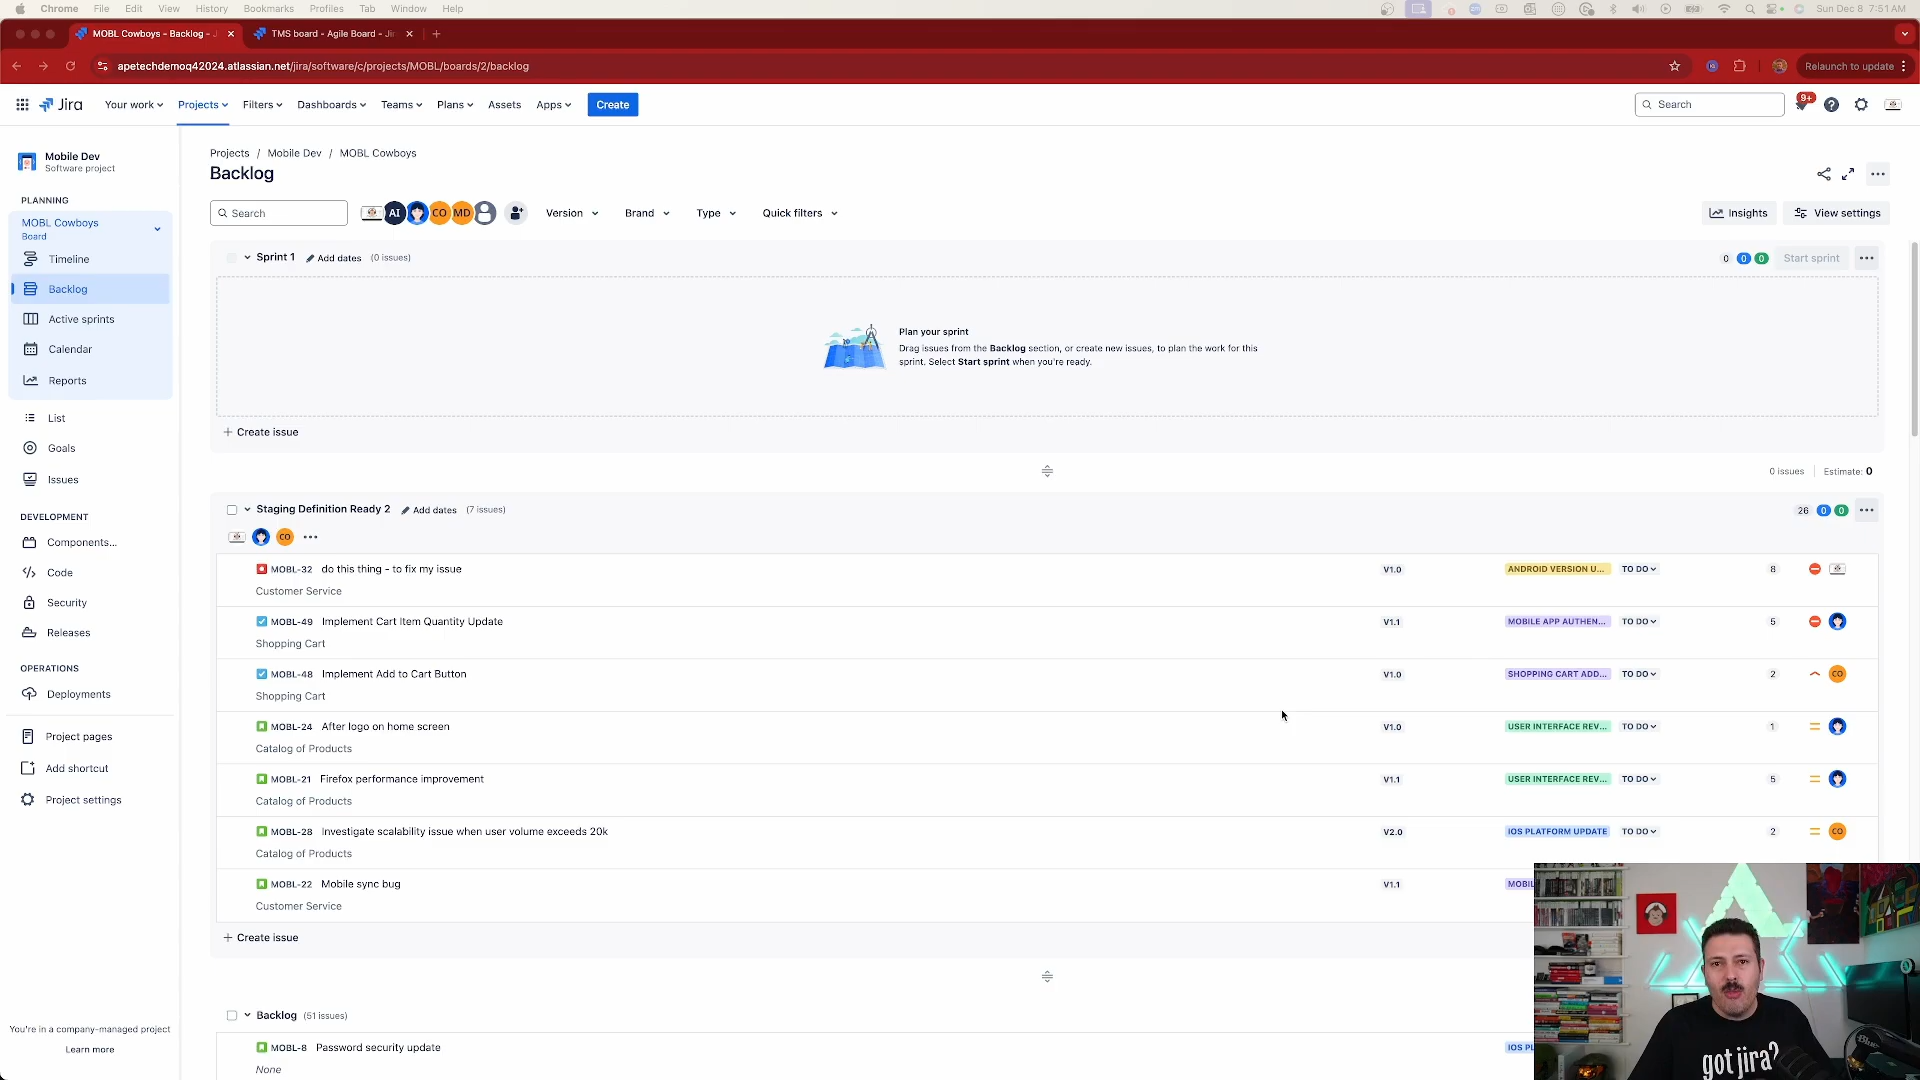 Chrome File Edit View History Bookmarks Profiles Tab Window Help Sun Dec 8 7:51 AM
MOBL Cowboys - Backlog - J TMS board - Agile Board - Jir
apetechdemoq42024.atlassian.net/jira/software/c/projects/MOBL/boards/2/backlog Relaunch to update
Jira Your work Projects Filters Dashboards Teams Plans Assets Apps Create Search 9+
Mobile Dev
Software project
PLANNING
MOBL Cowboys
Board
Timeline
Backlog
Active sprints
Calendar
Reports
List
Goals
Issues
DEVELOPMENT
Components...
Code
Security
Releases
OPERATIONS
Deployments
Project pages
Add shortcut
Project settings
You're in a company-managed project
Learn more
Projects / Mobile Dev / MOBL Cowboys
Backlog
Search AI CO MD Version Brand Type Quick filters Insights View settings
Sprint 1 Add dates (0 issues) 0 0 0 Start sprint
Plan your sprint
Drag issues from the Backlog section, or create new issues, to plan the work for this
sprint. Select Start sprint when you're ready.
+ Create issue
0 issues Estimate: 0
Staging Definition Ready 2 Add dates (7 issues) 26 0 0
CO
MOBL-32 do this thing - to fix my issue V1.0 ANDROID VERSION U... TO DO 8
Customer Service
MOBL-49 Implement Cart Item Quantity Update V1.1 MOBILE APP AUTHEN... TO DO 5
Shopping Cart
MOBL-48 Implement Add to Cart Button V1.0 SHOPPING CART ADD... TO DO 2 CO
Shopping Cart
MOBL-24 After logo on home screen V1.0 USER INTERFACE REV... TO DO 1
Catalog of Products
MOBL-21 Firefox performance improvement V1.1 USER INTERFACE REV... TO DO 5
Catalog of Products
MOBL-28 Investigate scalability issue when user volume exceeds 20k V2.0 IOS PLATFORM UPDATE TO DO 2 CO
Catalog of Products
MOBL-22 Mobile sync bug V1.1 MOBIL
Customer Service
+ Create issue
Backlog (51 issues)
MOBL-8 Password security update IOS PL
None
got jira?
Blue